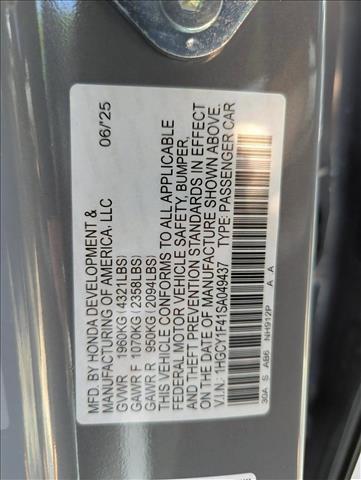 MFD. BY HONDA DEVELOPMENT & 06/25
MANUFACTURING OF AMERICA, LLC
GVWR 1960KG (4321LBS)
GAWR F 1070KG (2358LBS)
GAWR R 950KG (2094LBS)
THIS VEHICLE CONFORMS TO ALL APPLICABLE
FEDERAL MOTOR VEHICLE SAFETY, BUMPER,
AND THEFT PREVENTION STANDARDS IN EFFECT
ON THE DATE OF MANUFACTURE SHOWN ABOVE.
V.I.N.: 1HGCY1F41SA049437 TYPE: PASSENGER CAR
30A S AB6 NH912P A A